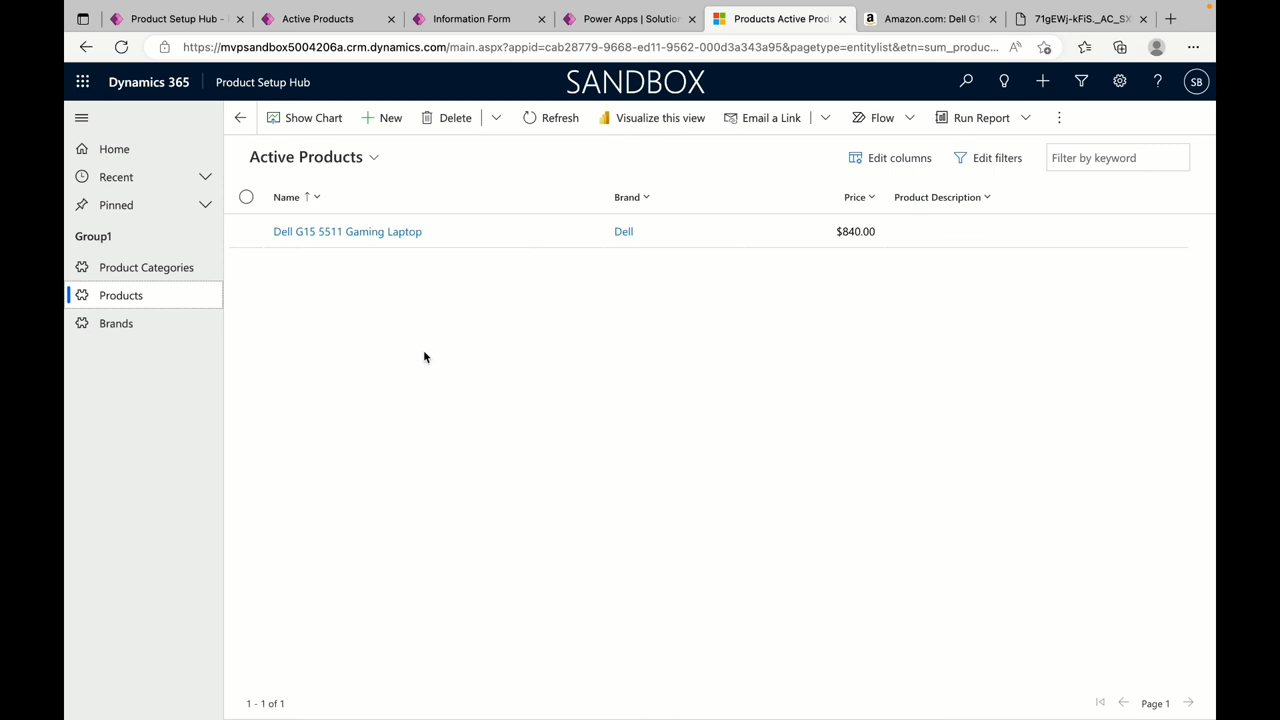 Product Setup Hub -
Active Products
Information Form
Power Apps | Solution
Products Active Prod
Amazon.com: Dell G1
71gEWj-kFiS._AC_SX
https://mvpsandbox5004206a.crm.dynamics.com/main.aspx?appid=cab28779-9668-ed11-9562-000d3a343a95&pagetype=entitylist&etn=sum_produc...
Dynamics 365
Product Setup Hub
SANDBOX
SB
Show Chart
New
Delete
Refresh
Visualize this view
Email a Link
Flow
Run Report
Home
Recent
Pinned
Group1
Product Categories
Products
Brands
Active Products
Edit columns
Edit filters
Filter by keyword
Name
Brand
Price
Product Description
Dell G15 5511 Gaming Laptop
Dell
$840.00
1 - 1 of 1
Page 1